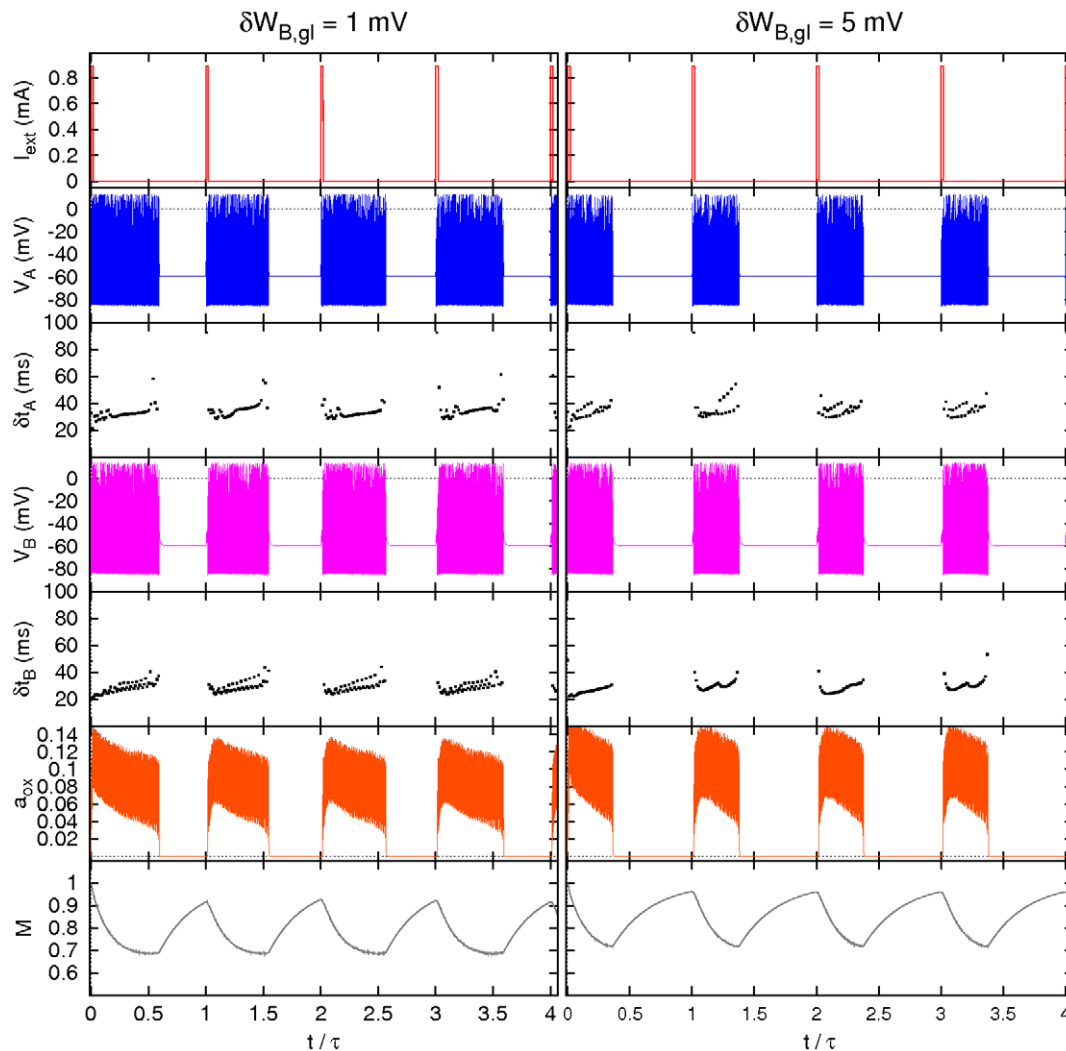 δW_B,gl = 1 mV
δW_B,gl = 5 mV
I_ext (mA)
0.8
0.6
0.4
0.2
0
V_A (mV)
0
-20
-40
-60
-80
δt_A (ms)
100
80
60
40
20
V_B (mV)
0
-20
-40
-60
-80
δt_B (ms)
100
80
60
40
20
a_ox
0.14
0.1
0.08
0.06
0.04
0.02
M
1
0.9
0.8
0.7
0.6
0 0.5 1 1.5 2 2.5 3 3.5 4
0 0.5 1 1.5 2 2.5 3 3.5 4
t / τ
t / τ